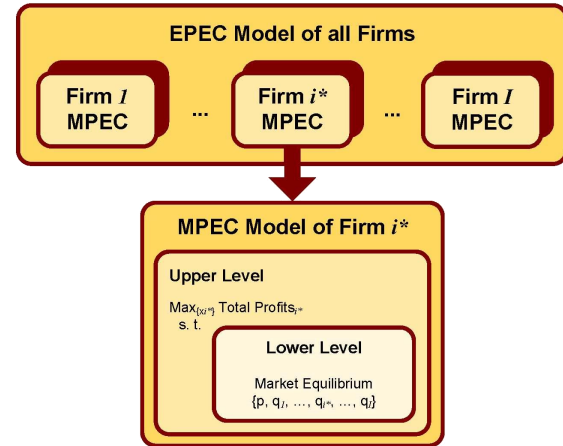 EPEC Model of all Firms
Firm 1 ... Firm i* ... Firm I
MPEC MPEC MPEC
MPEC Model of Firm i*
Upper Level
Max{xi*} Total Profitsi*
s. t.
Lower Level
Market Equilibrium
{p, q1, ..., qi*, ..., qI}